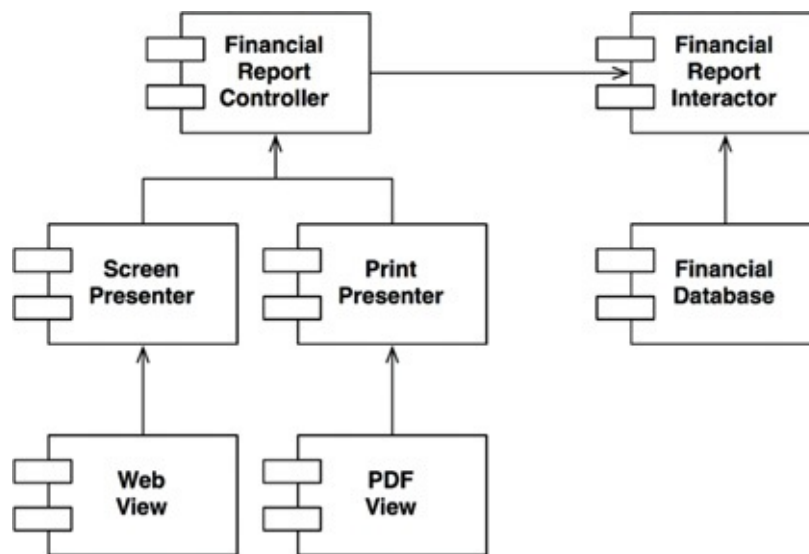 Financial
Report
Controller
Financial
Report
Interactor
Screen
Presenter
Print
Presenter
Financial
Database
Web
View
PDF
View